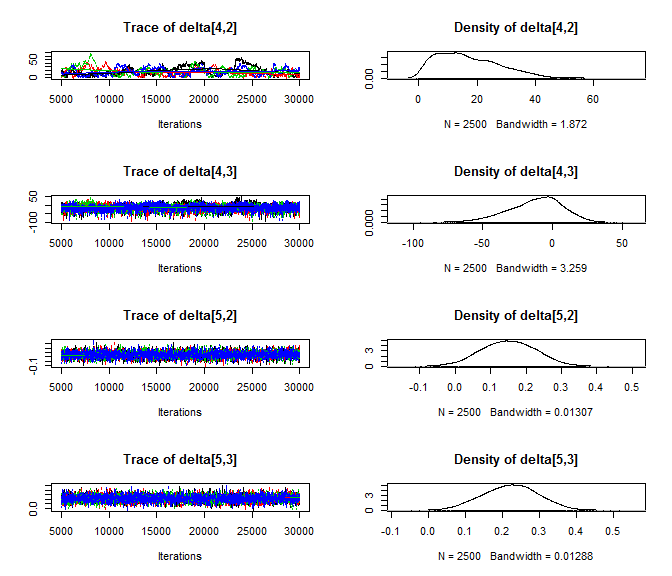 Trace of delta[4,2]
50
0
5000 10000 15000 20000 25000 30000
Iterations
Density of delta[4,2]
0.00
0 20 40 60
N = 2500 Bandwidth = 1.872
Trace of delta[4,3]
50
-100
5000 10000 15000 20000 25000 30000
Iterations
Density of delta[4,3]
0.000
-100 -50 0 50
N = 2500 Bandwidth = 3.259
Trace of delta[5,2]
-0.1
5000 10000 15000 20000 25000 30000
Iterations
Density of delta[5,2]
3
0
-0.1 0.0 0.1 0.2 0.3 0.4 0.5
N = 2500 Bandwidth = 0.01307
Trace of delta[5,3]
0.0
5000 10000 15000 20000 25000 30000
Iterations
Density of delta[5,3]
3
0
-0.1 0.0 0.1 0.2 0.3 0.4 0.5
N = 2500 Bandwidth = 0.01288